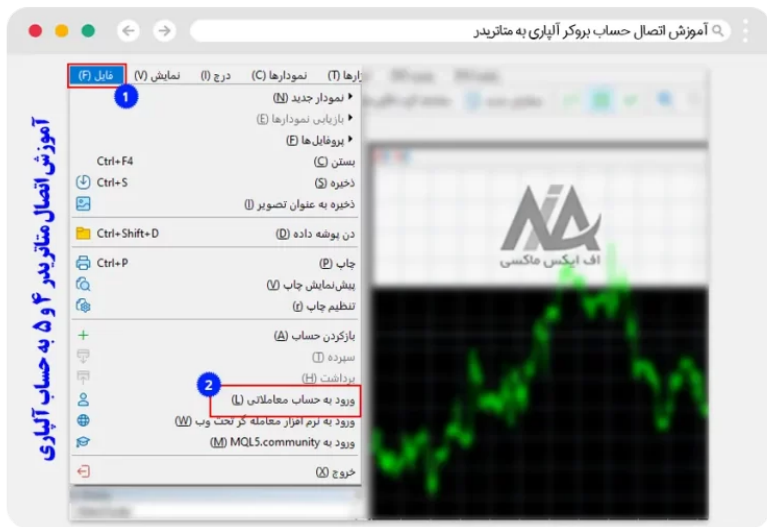 آموزش اتصال حساب بروکر آلپاری به متاتریدر
آموزش اتصال متاتریدر ۴ و ۵ به حساب آلپاری
فایل (F) نمایش (V) درج (I) نمودارها (C) زارها (T)
1
نمودار جدید (N)
بازیابی نمودارها (E)
پروفایل‌ها (F)
بستن (C) Ctrl+F4
ذخیره (S) Ctrl+S
ذخیره به عنوان تصویر (I)
دن پوشه داده (D) Ctrl+Shift+D
چاپ (P) Ctrl+P
پیش‌نمایش چاپ (V)
تنظیم چاپ (r)
بازکردن حساب (A)
سپرده (T)
برداشت (H)
2
ورود به حساب معاملاتی (L)
ورود به نرم افزار معامله گر تحت وب (W)
ورود به MQL5.community (M)
خروج (X)
اف ایکس ماکسی